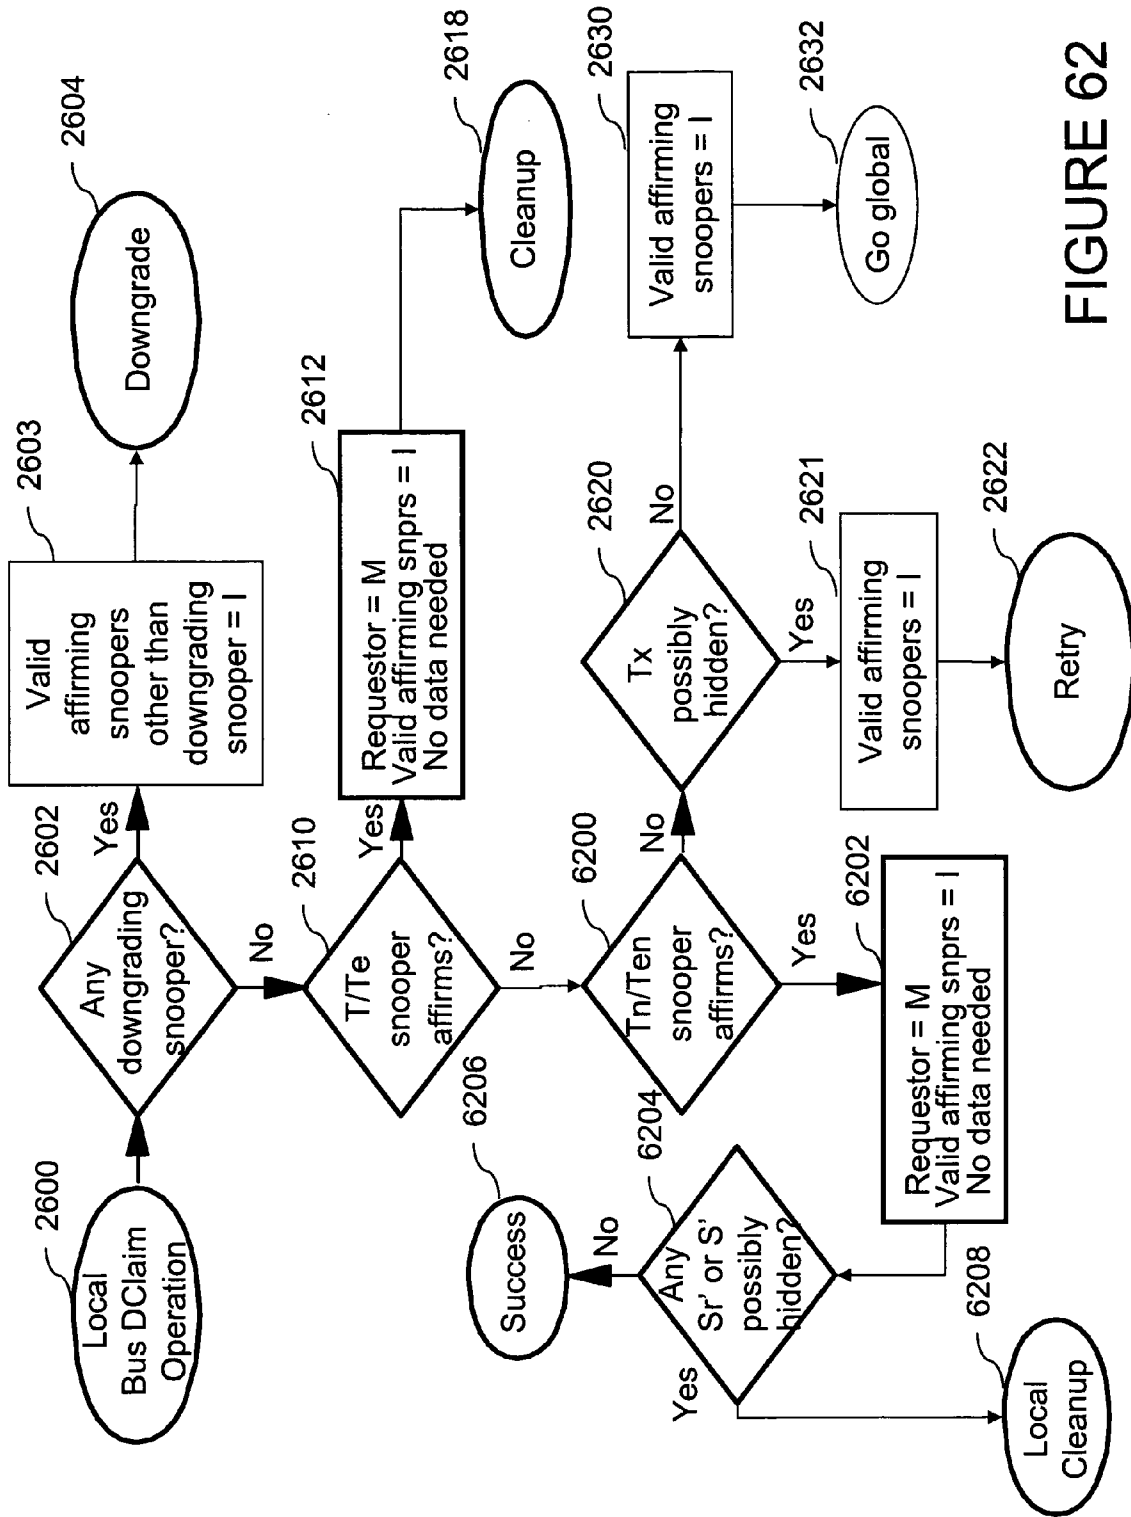 2600
Local
Bus DClaim
Operation
2602
Any
downgrading
snooper?
Yes
2603
Valid
affirming
snoopers
other than
downgrading
snooper = I
2604
Downgrade
No
2610
T/Te
snooper
affirms?
Yes
2612
Requestor = M
Valid affirming snprs = I
No data needed
2618
Cleanup
No
6200
Tn/Ten
snooper
affirms?
No
2620
Tx
possibly
hidden?
No
2630
Valid affirming
snoopers = I
2632
Go global
Yes
2621
Valid affirming
snoopers = I
2622
Retry
Yes
6202
Requestor = M
Valid affirming snprs = I
No data needed
6204
Any
Sr' or S'
possibly
hidden?
No
6206
Success
Yes
6208
Local
Cleanup
FIGURE 62